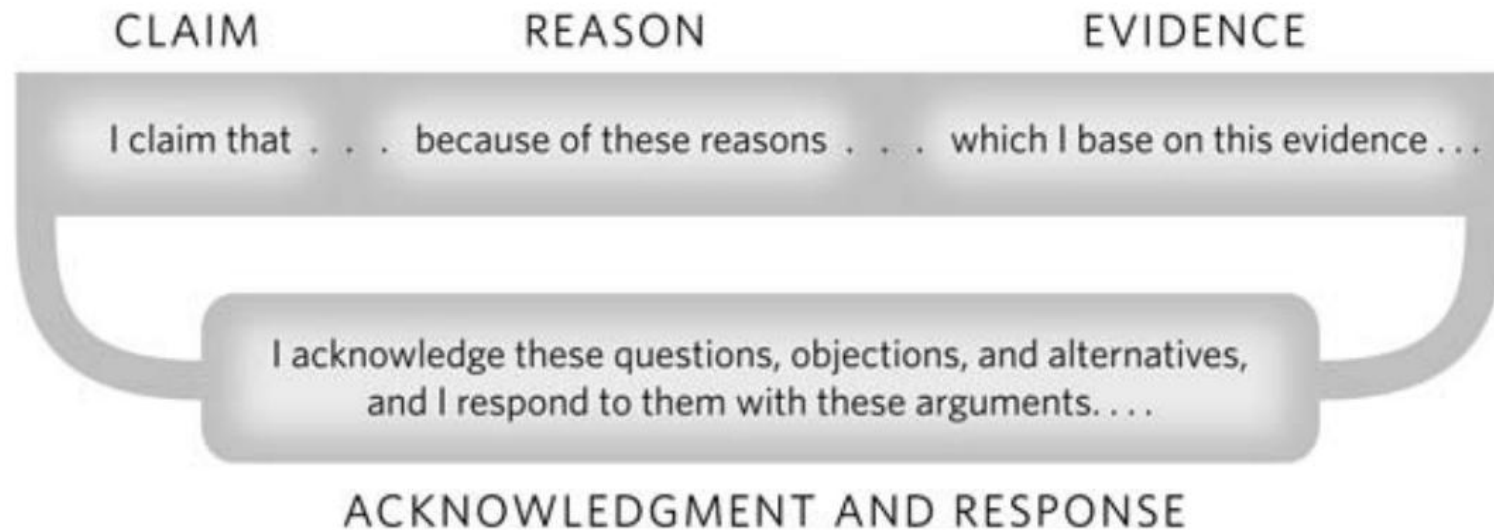 CLAIM REASON EVIDENCE
I claim that . . . because of these reasons . . . which I base on this evidence . . .
I acknowledge these questions, objections, and alternatives,
and I respond to them with these arguments. . . .
ACKNOWLEDGMENT AND RESPONSE